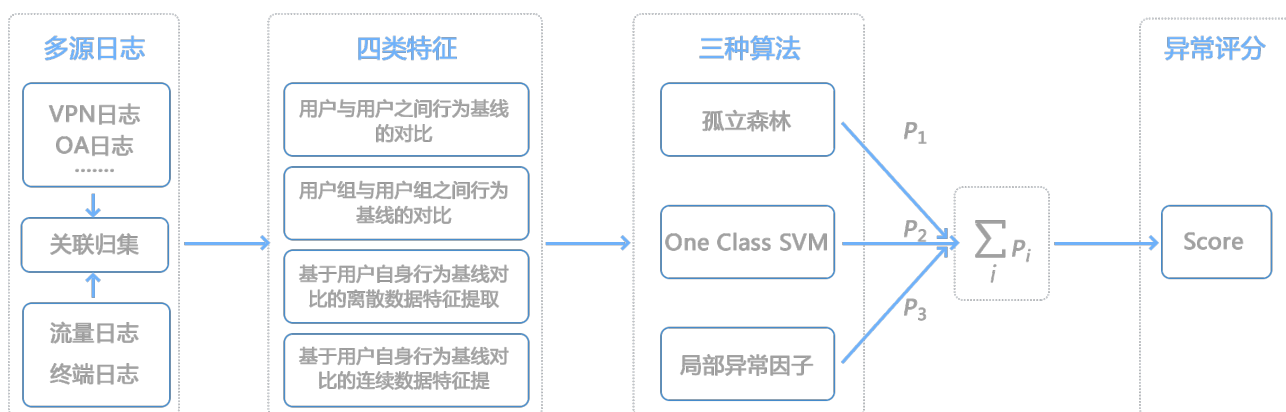 多源日志
VPN日志
OA日志
.......
关联归集
流量日志
终端日志
四类特征
用户与用户之间行为基线
的对比
用户组与用户组之间行为
基线的对比
基于用户自身行为基线对
比的离散数据特征提取
基于用户自身行为基线对
比的连续数据特征提
三种算法
孤立森林
One Class SVM
局部异常因子
P1
P2
P3
∑ Pi
i
异常评分
Score